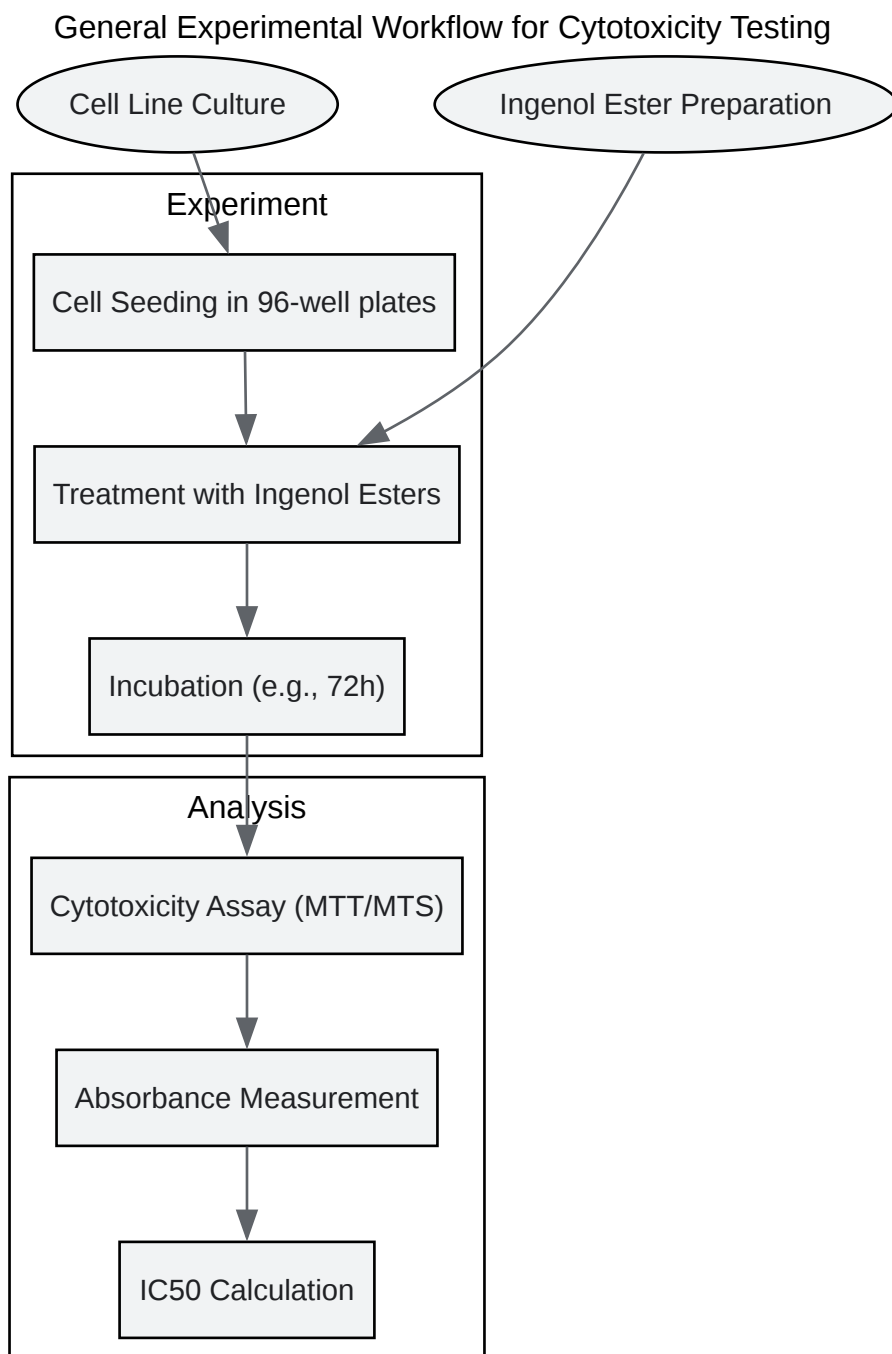 General Experimental Workflow for Cytotoxicity Testing
Cell Line Culture
Ingenol Ester Preparation
Experiment
Cell Seeding in 96-well plates
Treatment with Ingenol Esters
Incubation (e.g., 72h)
Analysis
Cytotoxicity Assay (MTT/MTS)
Absorbance Measurement
IC50 Calculation